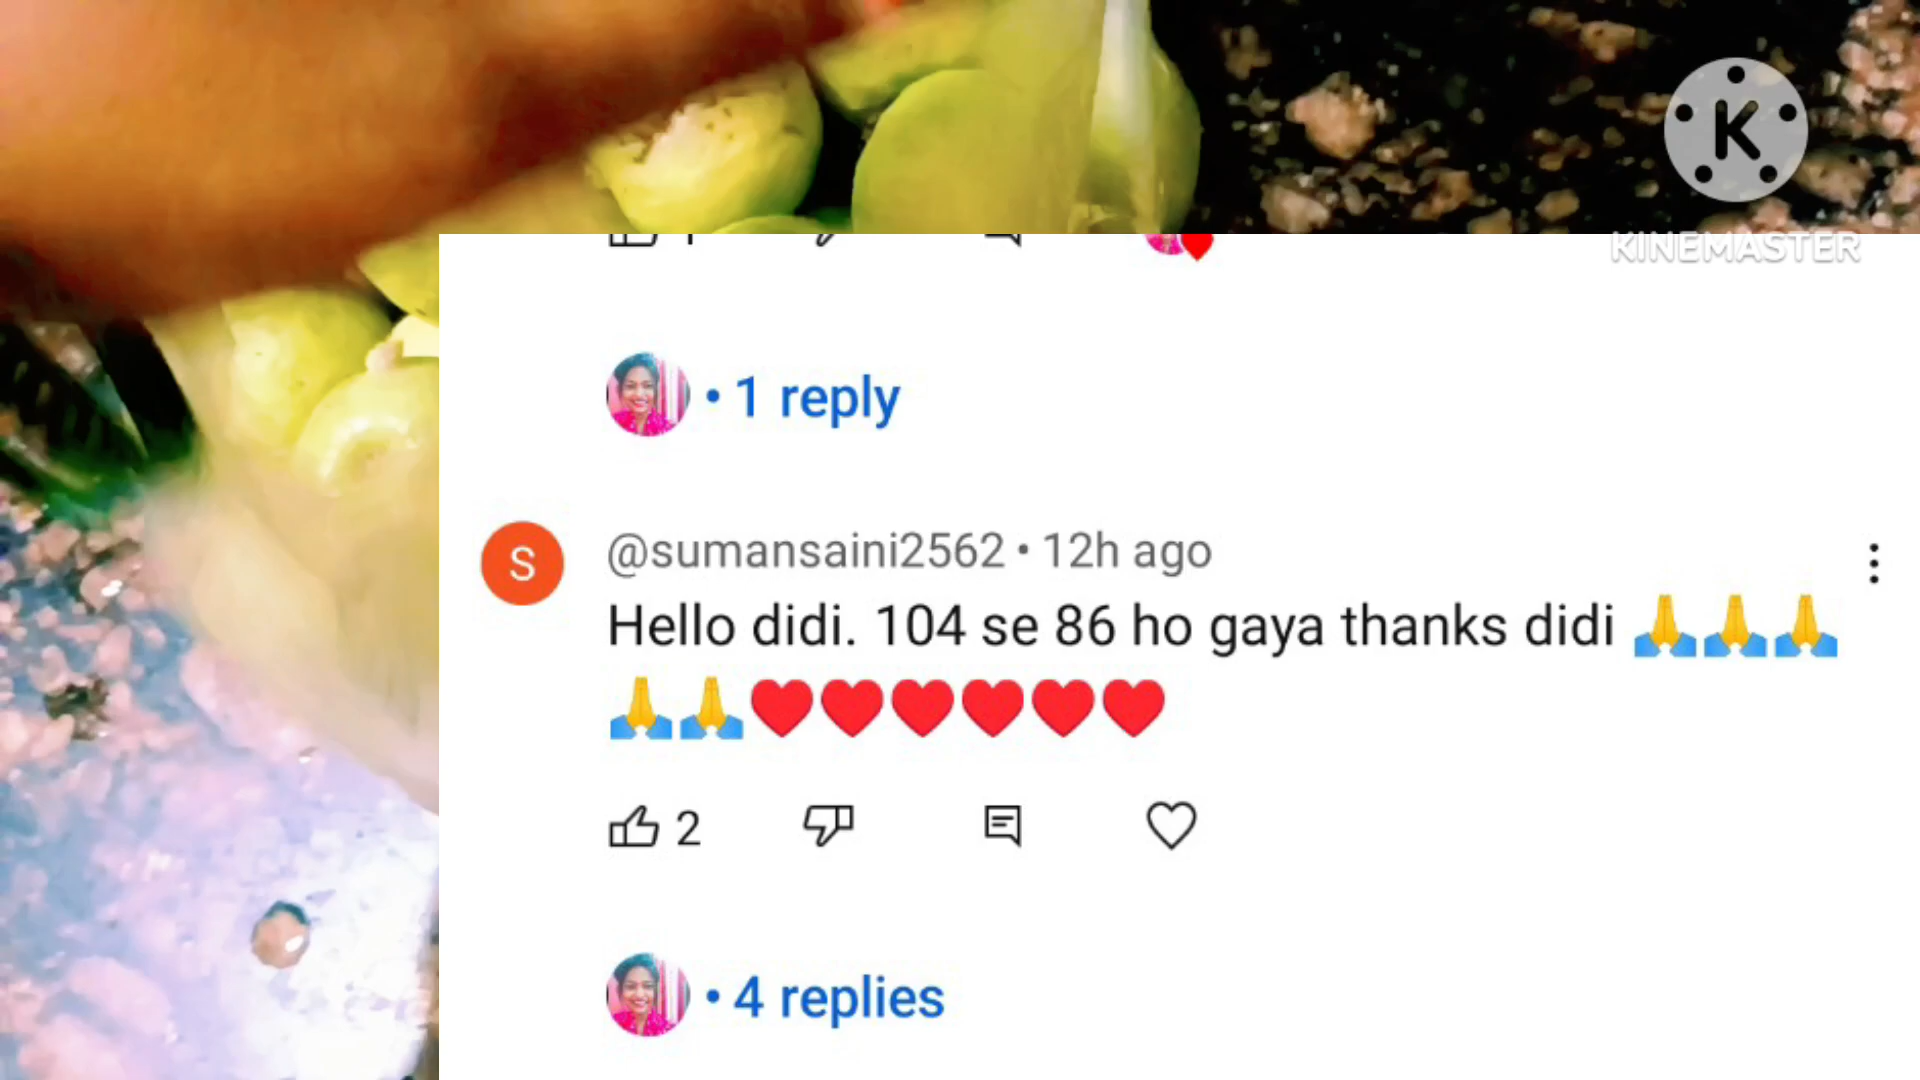 K
KINEMASTER
• 1 reply
S
@sumansaini2562 • 12h ago
Hello didi. 104 se 86 ho gaya thanks didi 🙏🙏🙏
🙏🙏❤️❤️❤️❤️❤️❤️
2
• 4 replies